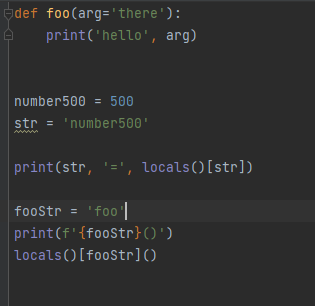 def foo(arg='there'):
    print('hello', arg)
number500 = 500
str = 'number500'
print(str, '=', locals()[str])
fooStr = 'foo'
print(f'{fooStr}()')
locals()[fooStr]()